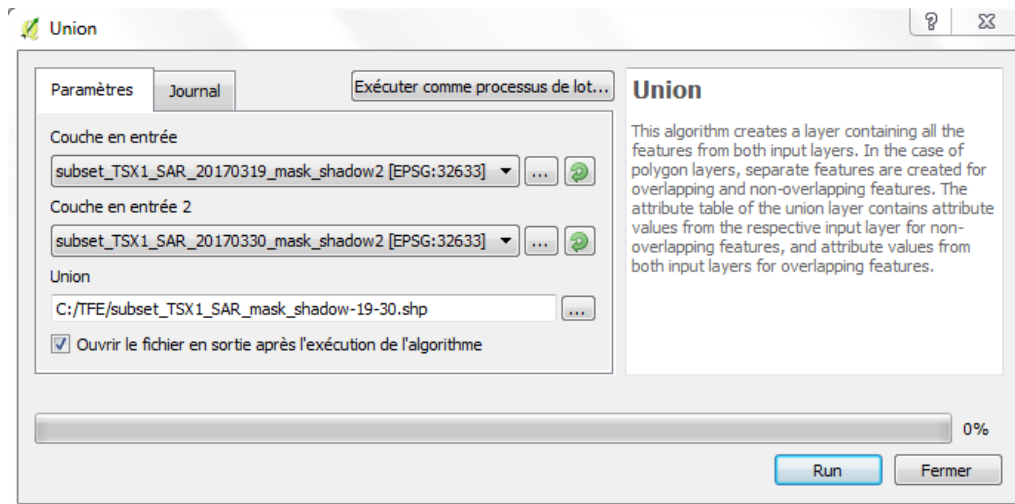 Union
Paramètres
Journal
Exécuter comme processus de lot...
Couche en entrée
subset_TSX1_SAR_20170319_mask_shadow2 [EPSG:32633]
...
Couche en entrée 2
subset_TSX1_SAR_20170330_mask_shadow2 [EPSG:32633]
...
Union
C:/TFE/subset_TSX1_SAR_mask_shadow-19-30.shp
...
Ouvrir le fichier en sortie après l'exécution de l'algorithme
Union
This algorithm creates a layer containing all the
features from both input layers. In the case of
polygon layers, separate features are created for
overlapping and non-overlapping features. The
attribute table of the union layer contains attribute
values from the respective input layer for non-
overlapping features, and attribute values from
both input layers for overlapping features.
0%
Run
Fermer